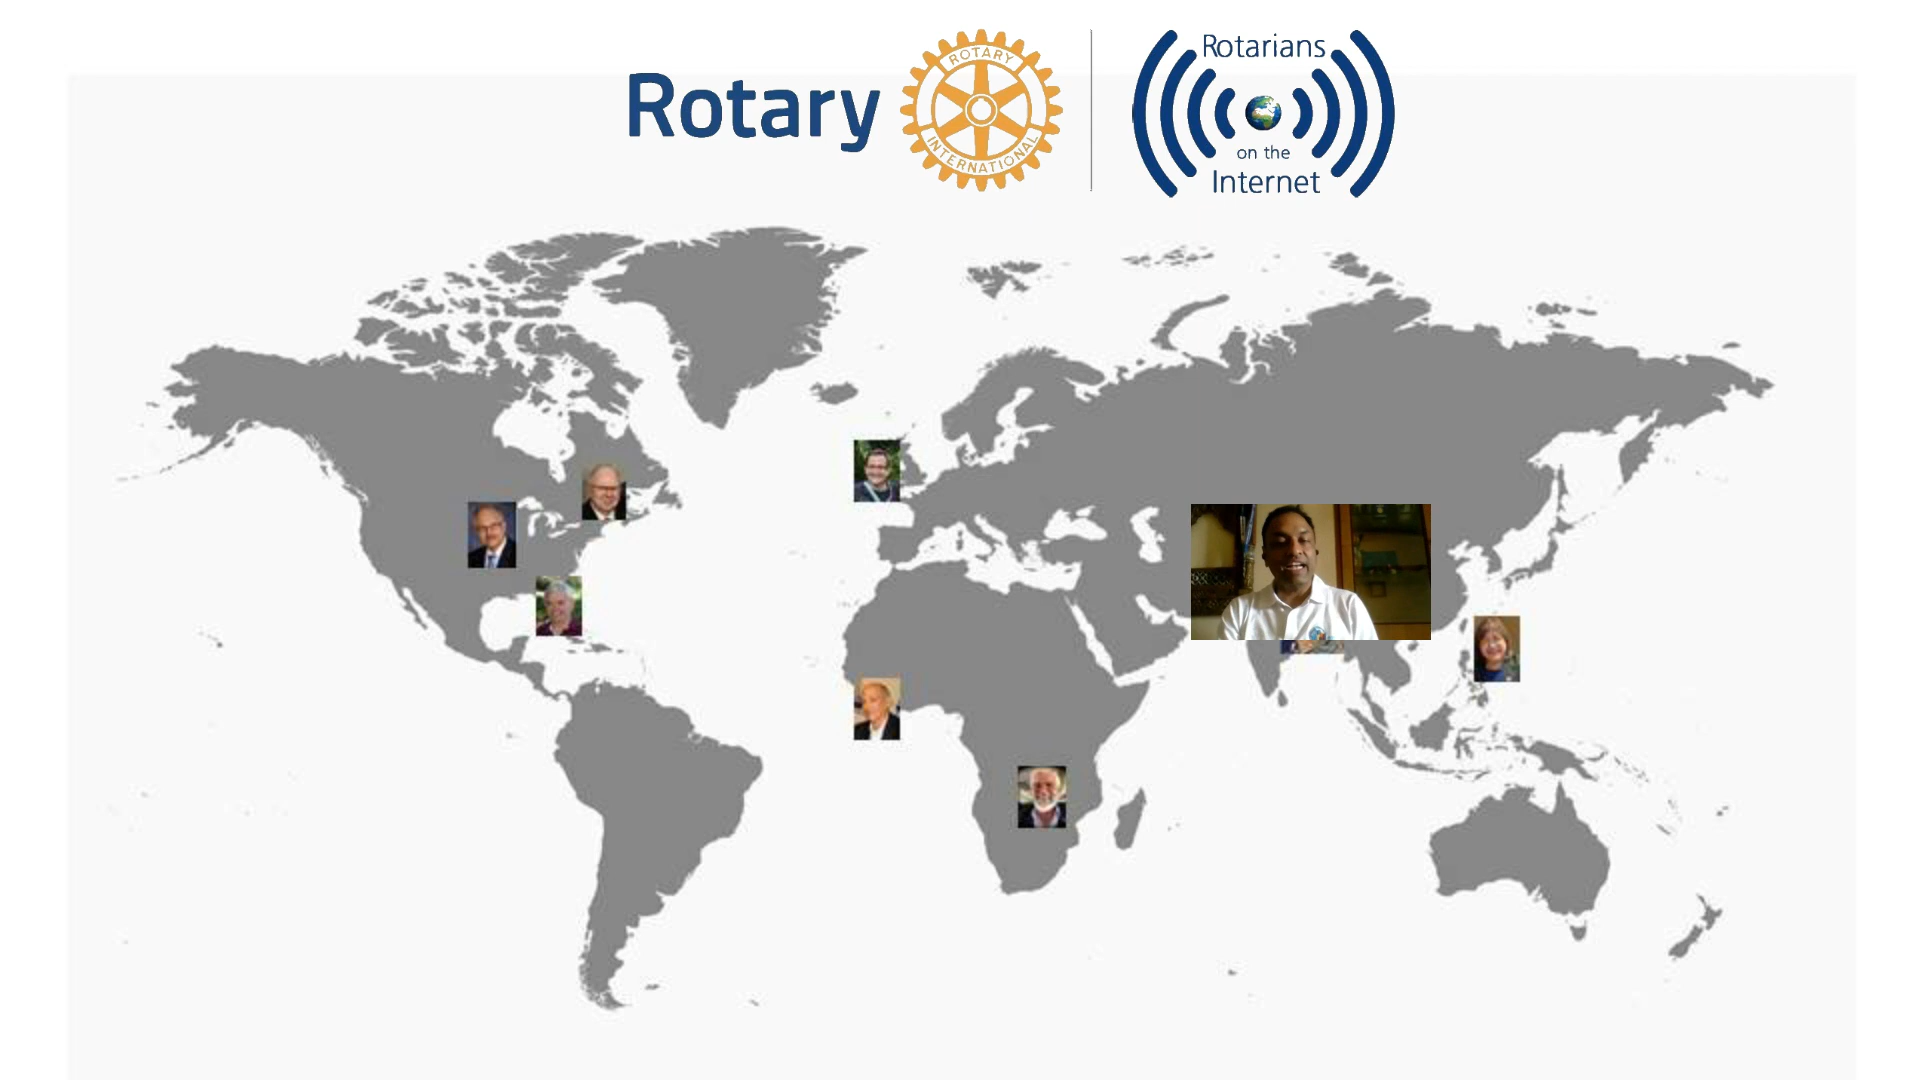 Rotary
ROTARY
INTERNATIONAL
Rotarians
on the
Internet